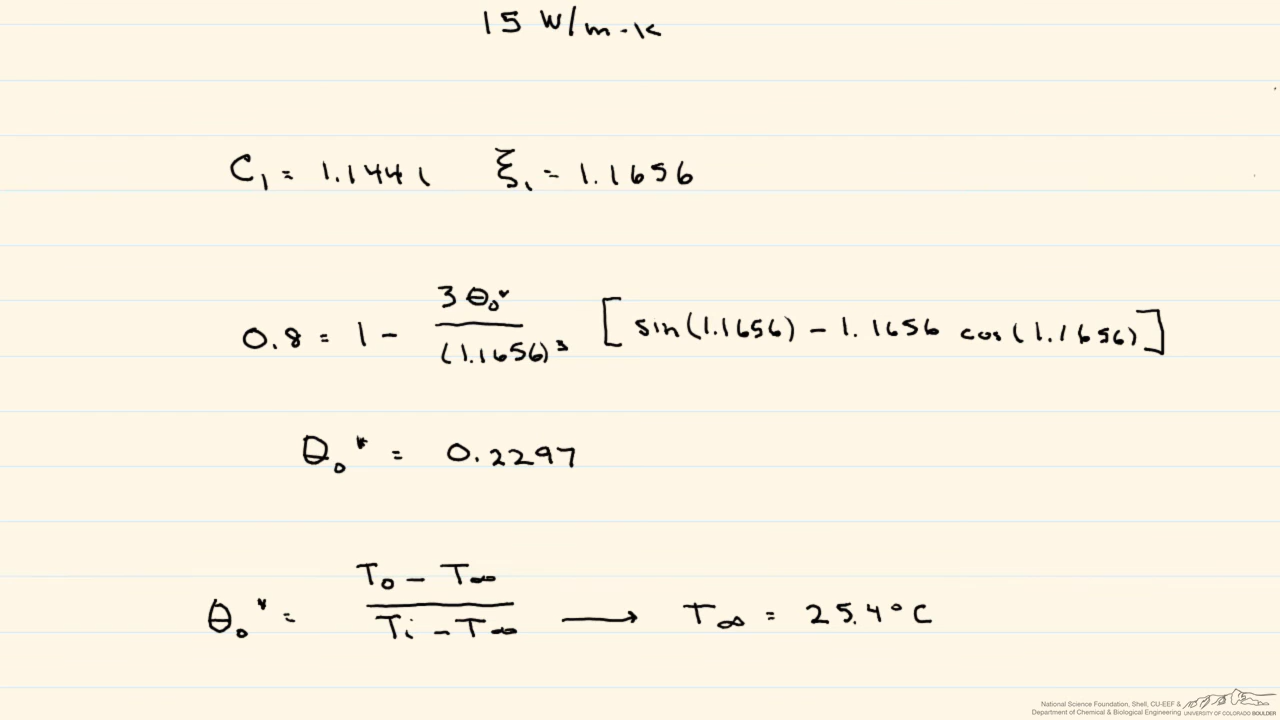 15 W/m·K
C₁ = 1.1441 ξ₁ = 1.1656
0.8 = 1 - 3θ₀*/(1.1656)³ [sin(1.1656) - 1.1656 cos(1.1656)]
θ₀* = 0.2297
θ₀* = (T₀ - T∞)/(Tᵢ - T∞) → T∞ = 25.4°C
National Science Foundation, Shell, CU-EEF &
Department of Chemical & Biological Engineering UNIVERSITY OF COLORADO BOULDER